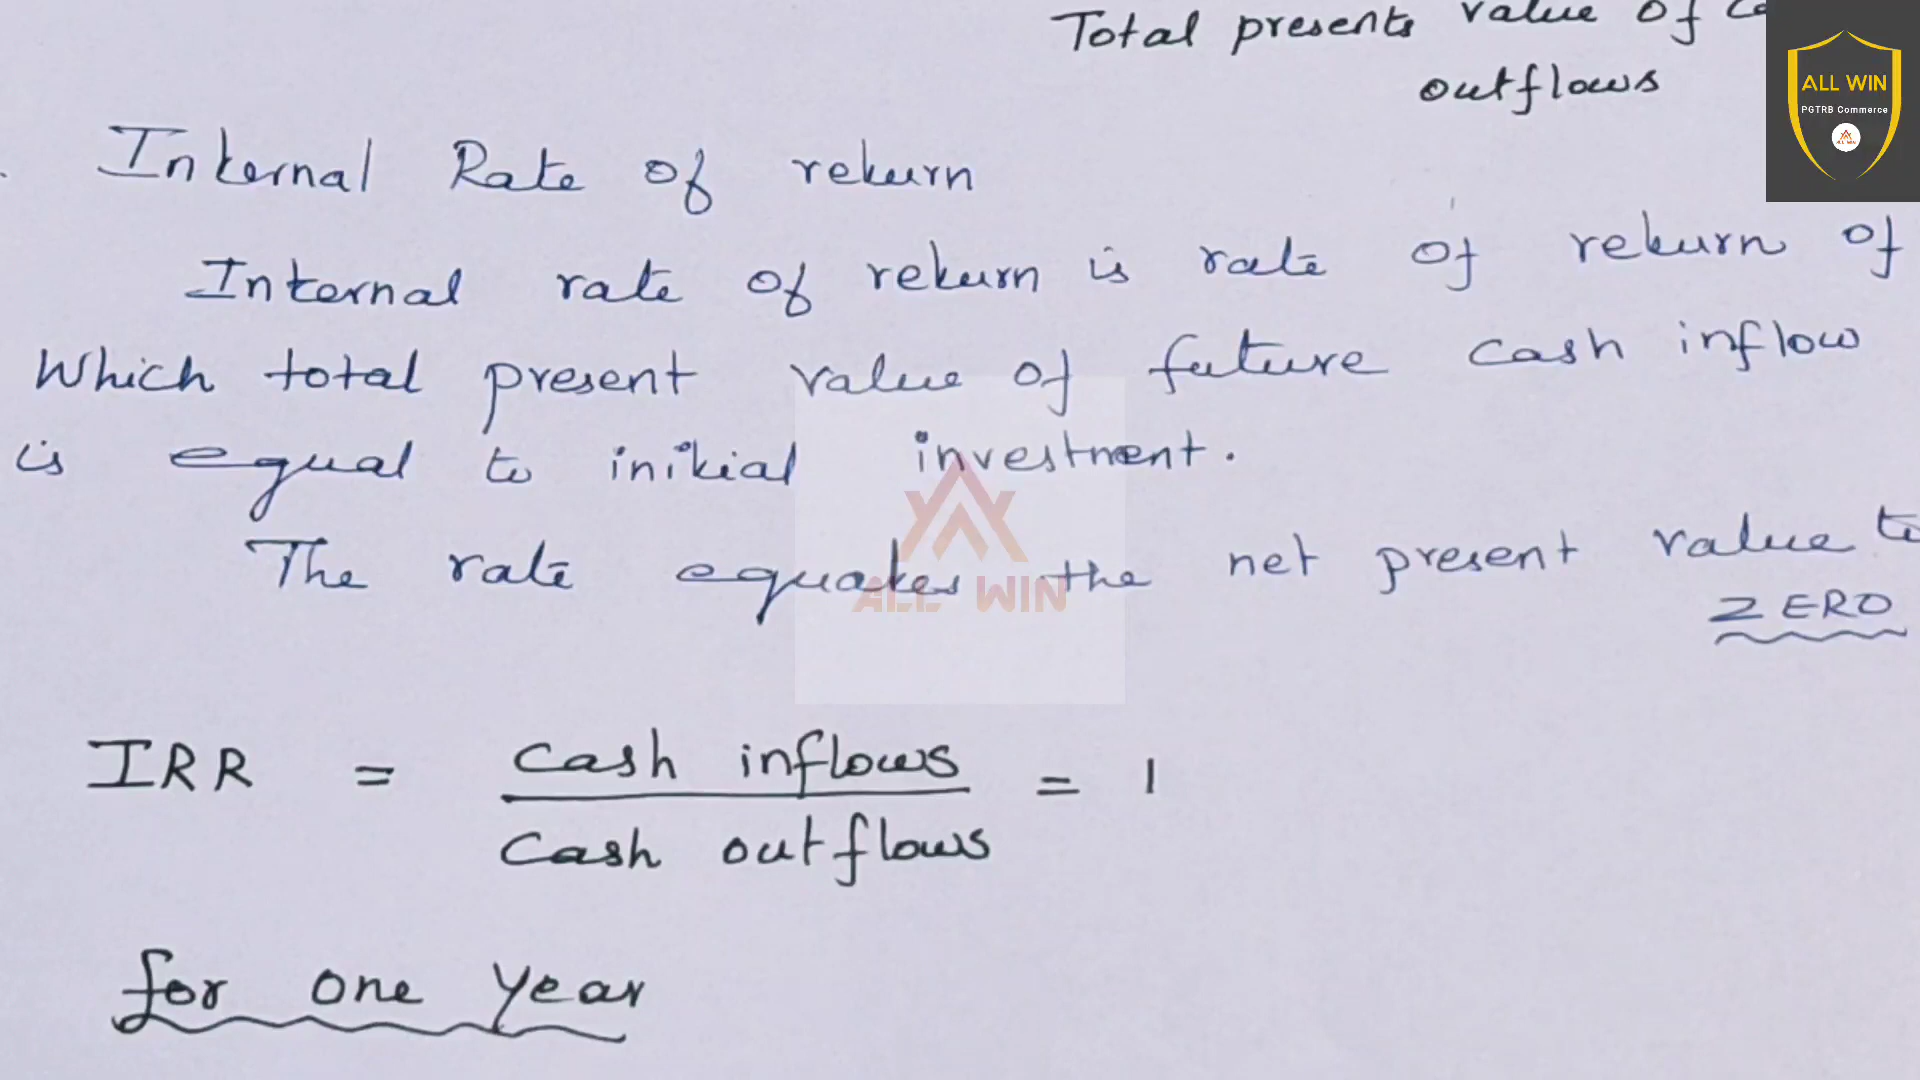 Total presents value of
outflows
ALL WIN
PGTRB Commerce
ALL WIN
Internal Rate of return
Internal rate of return is rate of return of
Which total present value of future cash inflow
is equal to initial investment.
The rate equates the net present value to
ZERO
ALL WIN
IRR = Cash inflows / Cash outflows = 1
for one year